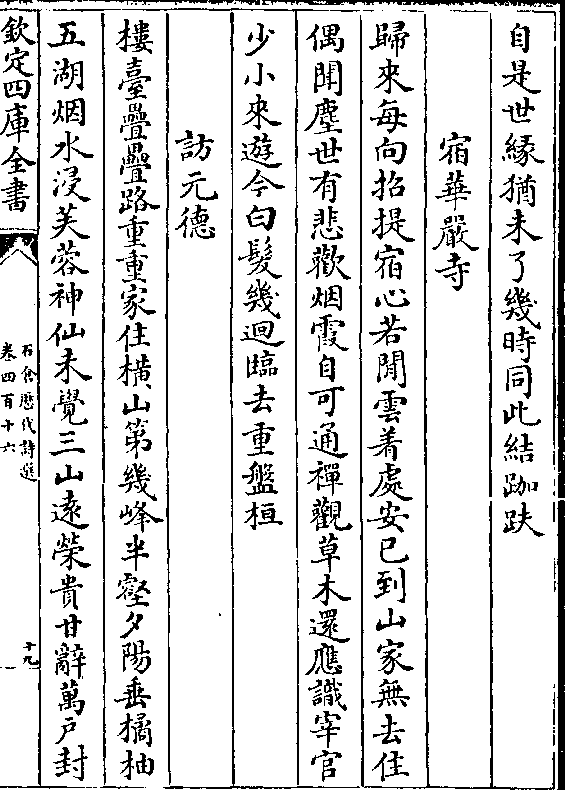 自是世縁猶未了幾時同此結跏趺
宿華嚴寺
歸來每向招提宿心若閒雲着處安已到山家無去住
偶聞塵世有悲歡烟霞自可通禪觀草木還應識宰官
少小來遊今白髮幾迴臨去重盤桓
訪元德
樓臺疊疊路重重家住橫山第幾峰半壑夕陽垂橘柚
五湖烟水浸芙蓉神仙未覺三山遠榮貴甘辭萬戶封
欽定四庫全書
石倉歷代詩選
卷四百十六
十九